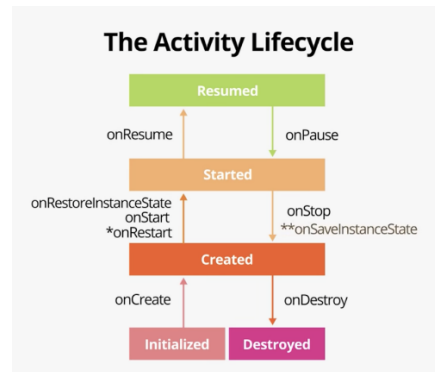 The Activity Lifecycle
Resumed
onResume
onPause
Started
onRestoreInstanceState
onStart
*onRestart
onStop
**onSaveInstanceState
Created
onCreate
onDestroy
Initialized
Destroyed